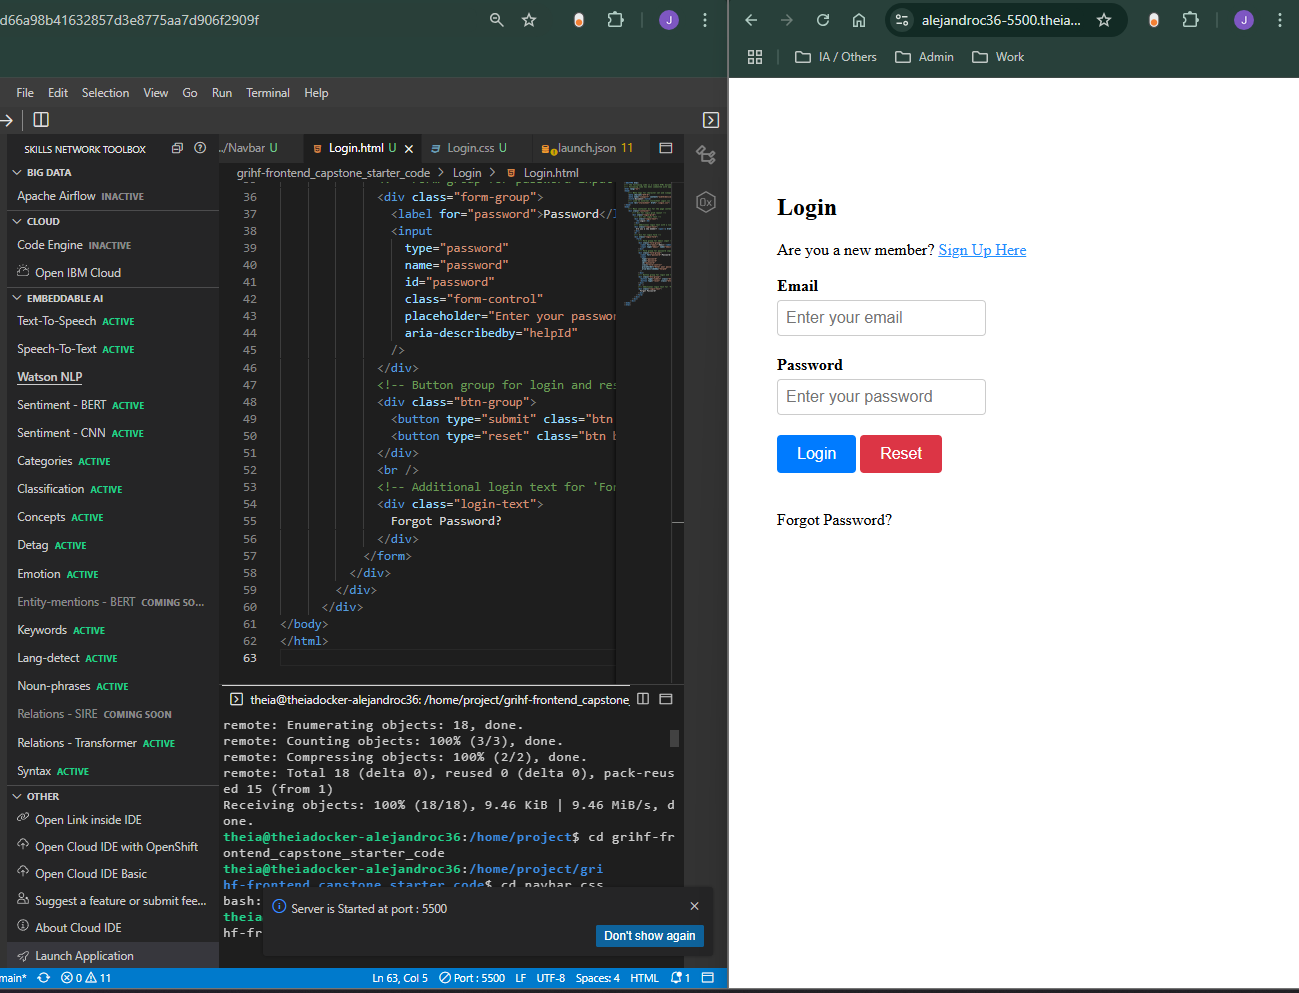 d66a98b41632857d3e8775aa7d906f2909f
J
File Edit Selection View Go Run Terminal Help
SKILLS NETWORK TOOLBOX
BIG DATA
Apache Airflow INACTIVE
CLOUD
Code Engine INACTIVE
Open IBM Cloud
EMBEDDABLE AI
Text-To-Speech ACTIVE
Speech-To-Text ACTIVE
Watson NLP
Sentiment - BERT ACTIVE
Sentiment - CNN ACTIVE
Categories ACTIVE
Classification ACTIVE
Concepts ACTIVE
Detag ACTIVE
Emotion ACTIVE
Entity-mentions - BERT COMING SO...
Keywords ACTIVE
Lang-detect ACTIVE
Noun-phrases ACTIVE
Relations - SIRE COMING SOON
Relations - Transformer ACTIVE
Syntax ACTIVE
OTHER
Open Link inside IDE
Open Cloud IDE with OpenShift
Open Cloud IDE Basic
Suggest a feature or submit fee...
About Cloud IDE
Launch Application
../Navbar U Login.html U Login.css U launch.json 11
grihf-frontend_capstone_starter_code > Login > Login.html
36 <div class="form-group">
37 <label for="password">Password</l
38 <input
39 type="password"
40 name="password"
41 id="password"
42 class="form-control"
43 placeholder="Enter your passwor
44 aria-describedby="helpId"
45 />
46 </div>
47 <!-- Button group for login and res
48 <div class="btn-group">
49 <button type="submit" class="btn
50 <button type="reset" class="btn b
51 </div>
52 <br />
53 <!-- Additional login text for 'For
54 <div class="login-text">
55 Forgot Password?
56 </div>
57 </form>
58 </div>
59 </div>
60 </div>
61 </body>
62 </html>
63
theia@theiadocker-alejandroc36: /home/project/grihf-frontend_capstone_
remote: Enumerating objects: 18, done.
remote: Counting objects: 100% (3/3), done.
remote: Compressing objects: 100% (2/2), done.
remote: Total 18 (delta 0), reused 0 (delta 0), pack-reus
ed 15 (from 1)
Receiving objects: 100% (18/18), 9.46 KiB | 9.46 MiB/s, d
one.
theia@theiadocker-alejandroc36:/home/project$ cd grihf-fr
ontend_capstone_starter_code
theia@theiadocker-alejandroc36:/home/project/gri
hf-frontend_capstone_starter_code$ cd navbar_css
bash:
theia
hf-fr
Server is Started at port : 5500
Don't show again
main* 0 11 Ln 63, Col 5 Port : 5500 LF UTF-8 Spaces: 4 HTML 1
alejandroc36-5500.theia...
J
IA / Others Admin Work
Login
Are you a new member? Sign Up Here
Email
Enter your email
Password
Enter your password
Login Reset
Forgot Password?